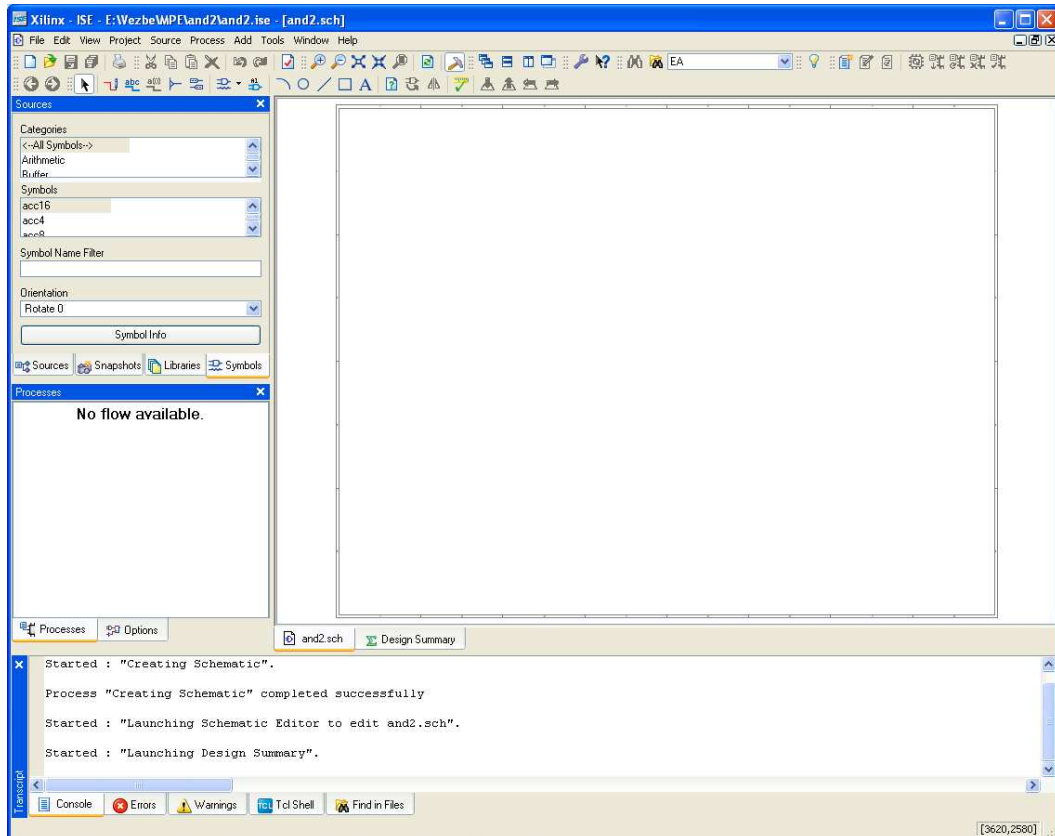 Xilinx - ISE - E:\Vezbe\MPE\and2\and2.ise - [and2.sch]
File Edit View Project Source Process Add Tools Window Help
EA
Sources
Categories
<--All Symbols-->
Arithmetic
Buffer
Symbols
acc16
acc4
acc8
Symbol Name Filter
Orientation
Rotate 0
Symbol Info
Sources Snapshots Libraries Symbols
Processes
No flow available.
Processes Options
and2.sch Design Summary
Started : "Creating Schematic".
Process "Creating Schematic" completed successfully
Started : "Launching Schematic Editor to edit and2.sch".
Started : "Launching Design Summary".
Transcript
Console Errors Warnings Tcl Shell Find in Files
[3620,2580]